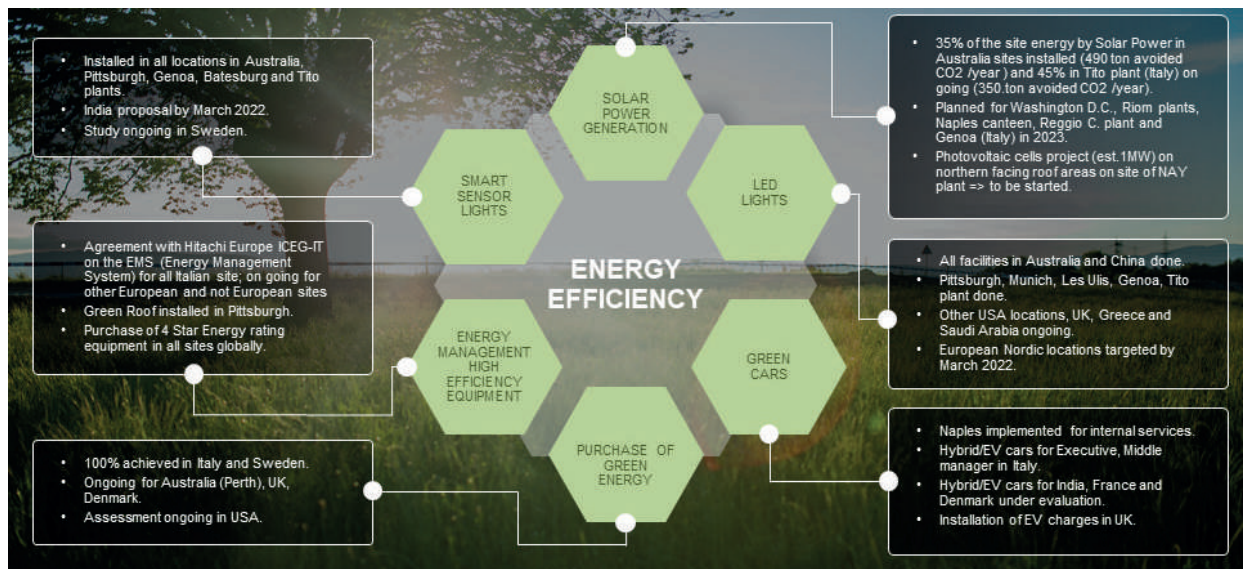 • Installed in all locations in Australia,
Pittsburgh, Genoa, Batesburg and Tito
plants.
• India proposal by March 2022.
• Study ongoing in Sweden.
• Agreement with Hitachi Europe ICEG-IT
on the EMS (Energy Management
System) for all Italian site; on going for
other European and not European sites
• Green Roof installed in Pittsburgh.
• Purchase of 4 Star Energy rating
equipment in all sites globally.
• 100% achieved in Italy and Sweden.
• Ongoing for Australia (Perth), UK,
Denmark.
• Assessment ongoing in USA.
SOLAR
POWER
GENERATION
SMART
SENSOR
LIGHTS
LED
LIGHTS
ENERGY
EFFICIENCY
ENERGY
MANAGEMENT
HIGH
EFFICIENCY
EQUIPMENT
GREEN
CARS
PURCHASE OF
GREEN
ENERGY
• 35% of the site energy by Solar Power in
Australia sites installed (490 ton avoided
CO2 /year) and 45% in Tito plant (Italy) on
going (350.ton avoided CO2 /year).
• Planned for Washington D.C., Riom plants,
Naples canteen, Reggio C. plant and
Genoa (Italy) in 2023.
• Photovoltaic cells project (est.1MW) on
northern facing roof areas on site of NAY
plant => to be started.
• All facilities in Australia and China done.
• Pittsburgh, Munich, Les Ulis, Genoa, Tito
plant done.
• Other USA locations, UK, Greece and
Saudi Arabia ongoing.
• European Nordic locations targeted by
March 2022.
• Naples implemented for internal services.
• Hybrid/EV cars for Executive, Middle
manager in Italy.
• Hybrid/EV cars for India, France and
Denmark under evaluation.
• Installation of EV charges in UK.